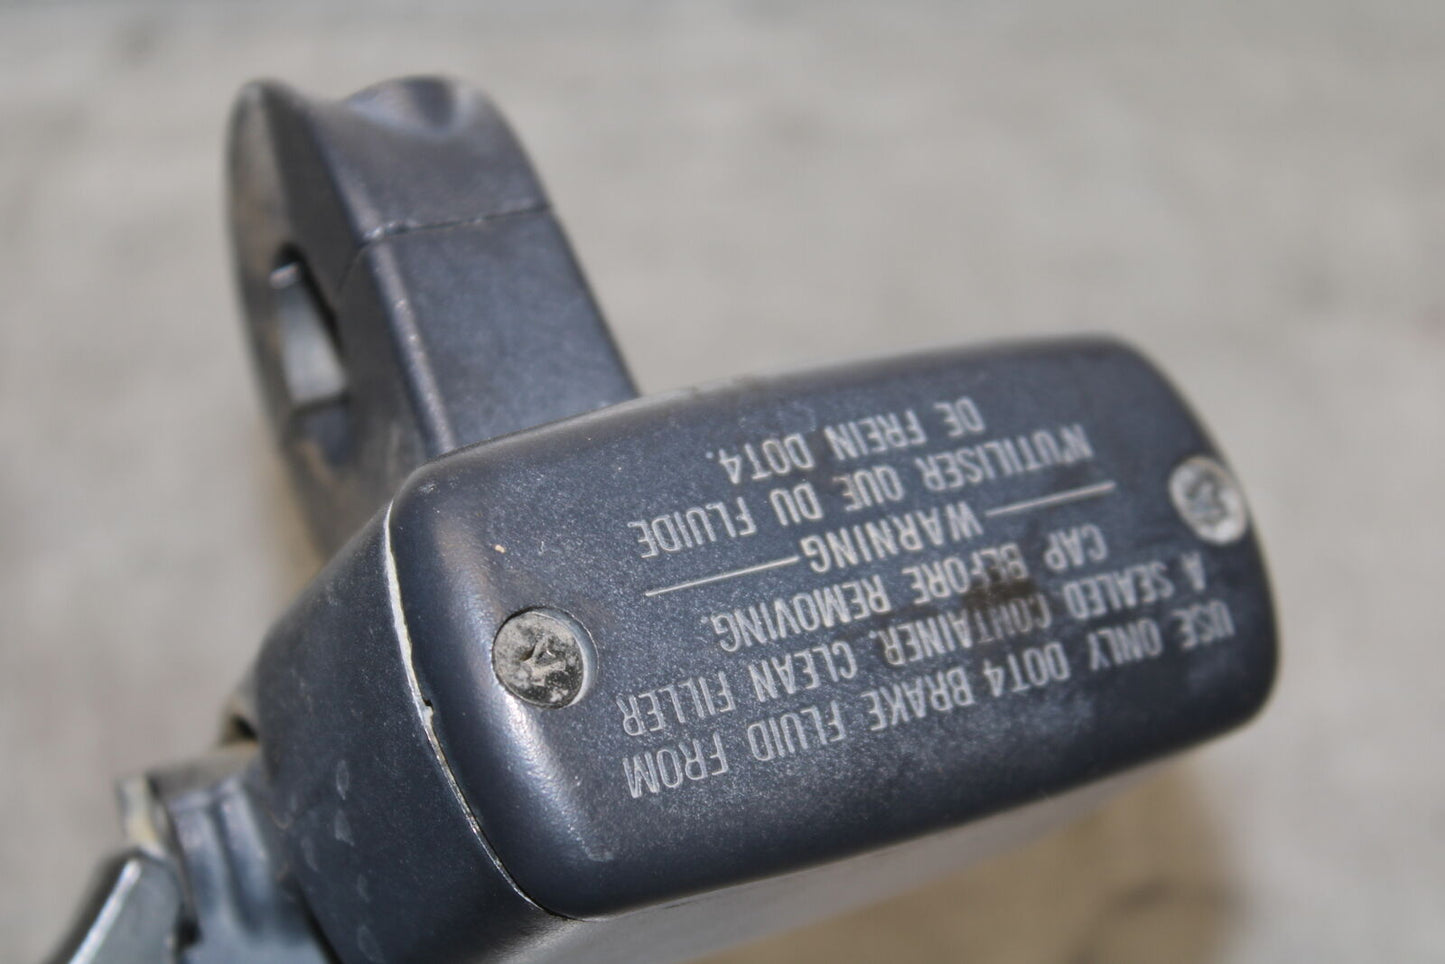 USE ONLY DOT4 BRAKE FLUID FROM
A SEALED CONTAINER. CLEAN FILLER
CAP BEFORE REMOVING.
WARNING
N'UTILISER QUE DU FLUIDE
DE FREIN DOT4.